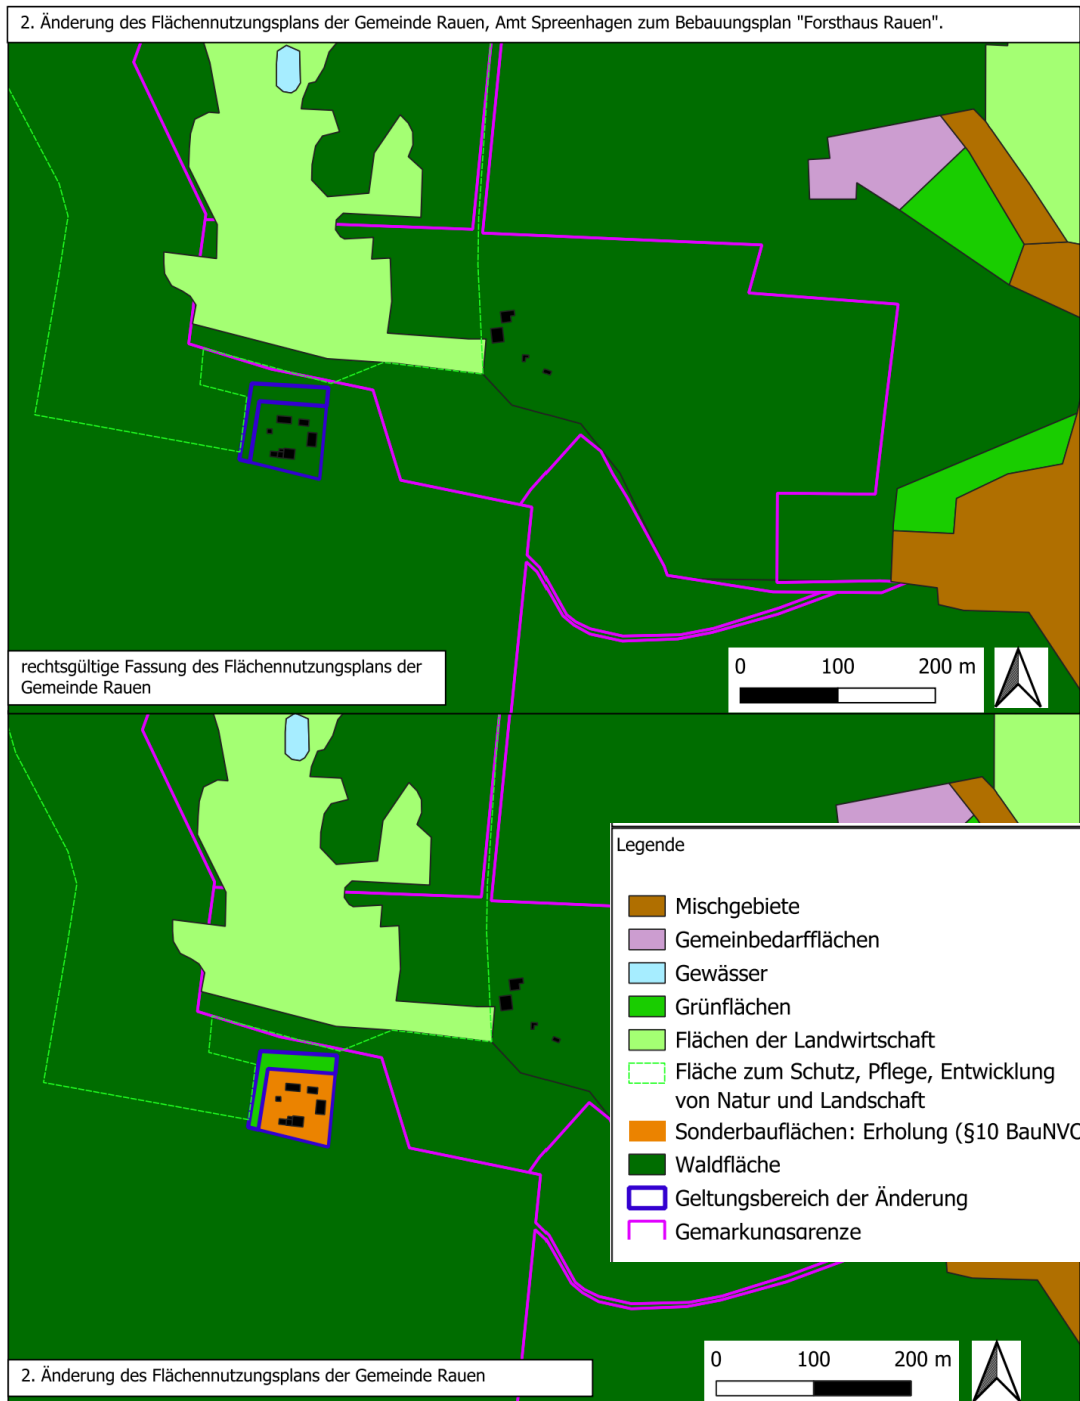 2. Änderung des Flächennutzungsplans der Gemeinde Rauen, Amt Spreenhagen zum Bebauungsplan "Forsthaus Rauen".
rechtsgültige Fassung des Flächennutzungsplans der
Gemeinde Rauen
0 100 200 m
Legende
Mischgebiete
Gemeinbedarfflächen
Gewässer
Grünflächen
Flächen der Landwirtschaft
Fläche zum Schutz, Pflege, Entwicklung
von Natur und Landschaft
Sonderbauflächen: Erholung (§10 BauNVO
Waldfläche
Geltungsbereich der Änderung
Gemarkungsgrenze
2. Änderung des Flächennutzungsplans der Gemeinde Rauen
0 100 200 m